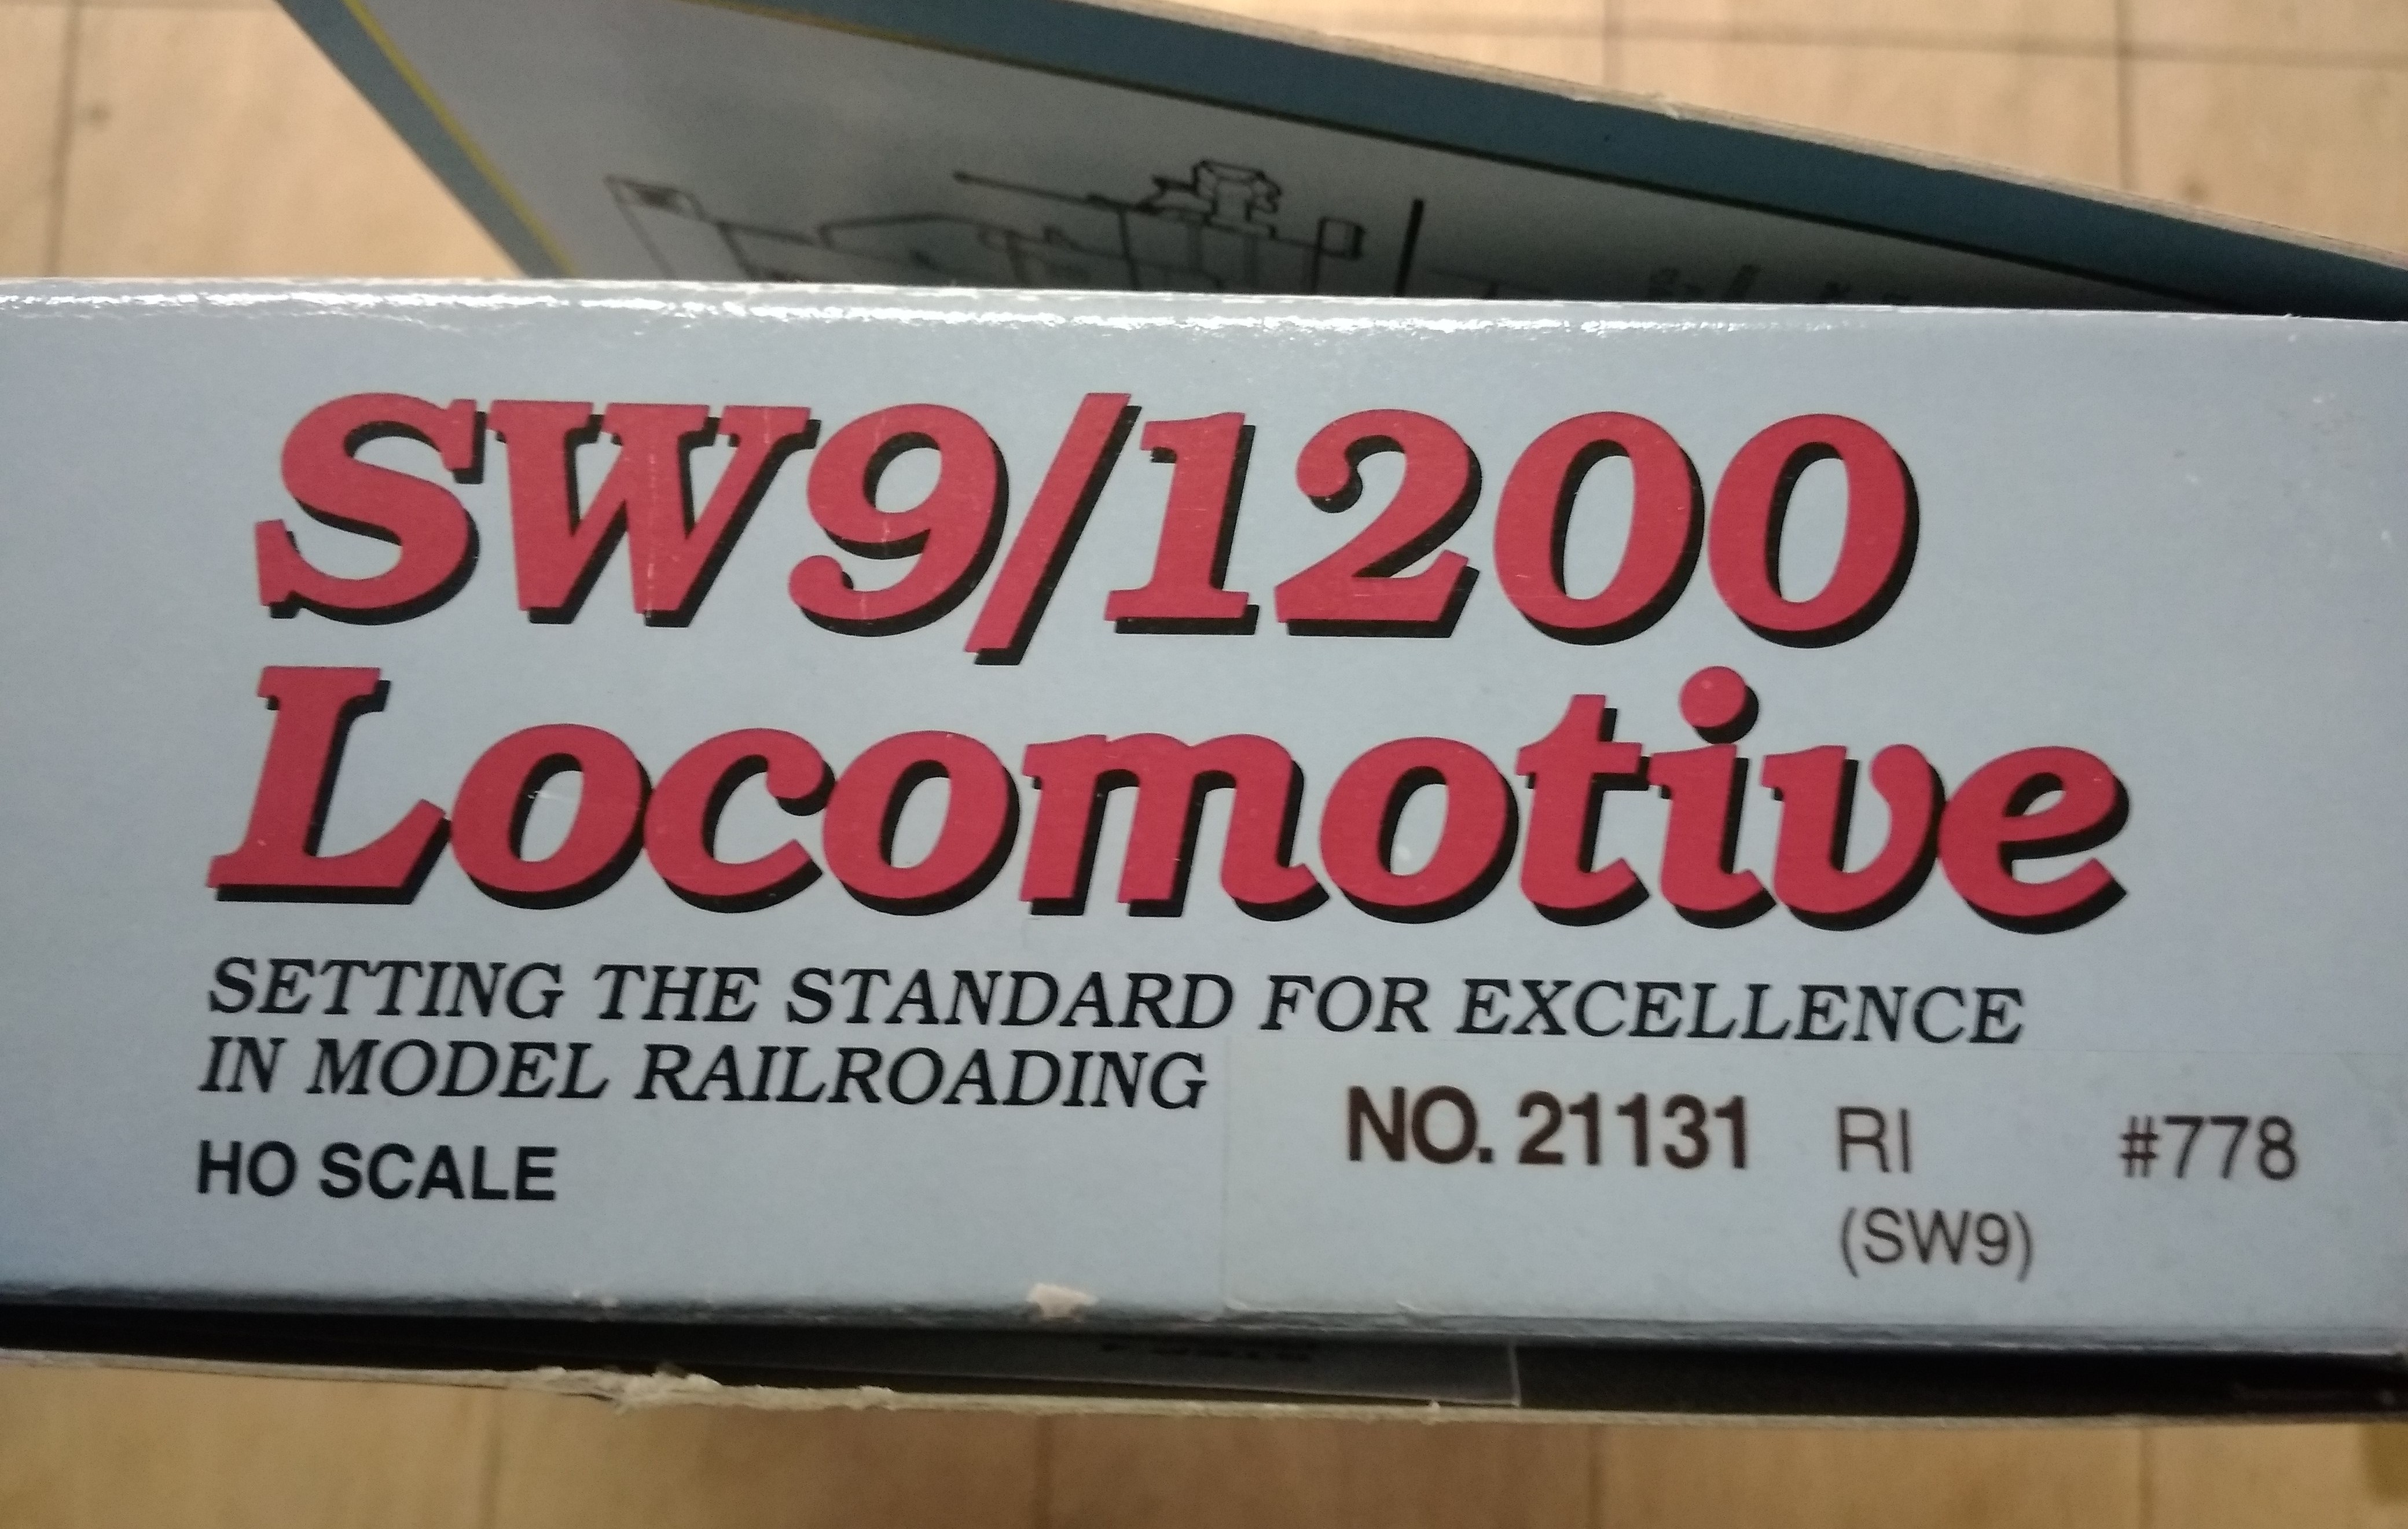 SW9/1200
Locomotive
SETTING THE STANDARD FOR EXCELLENCE
IN MODEL RAILROADING
HO SCALE
NO. 21131 RI #778
(SW9)